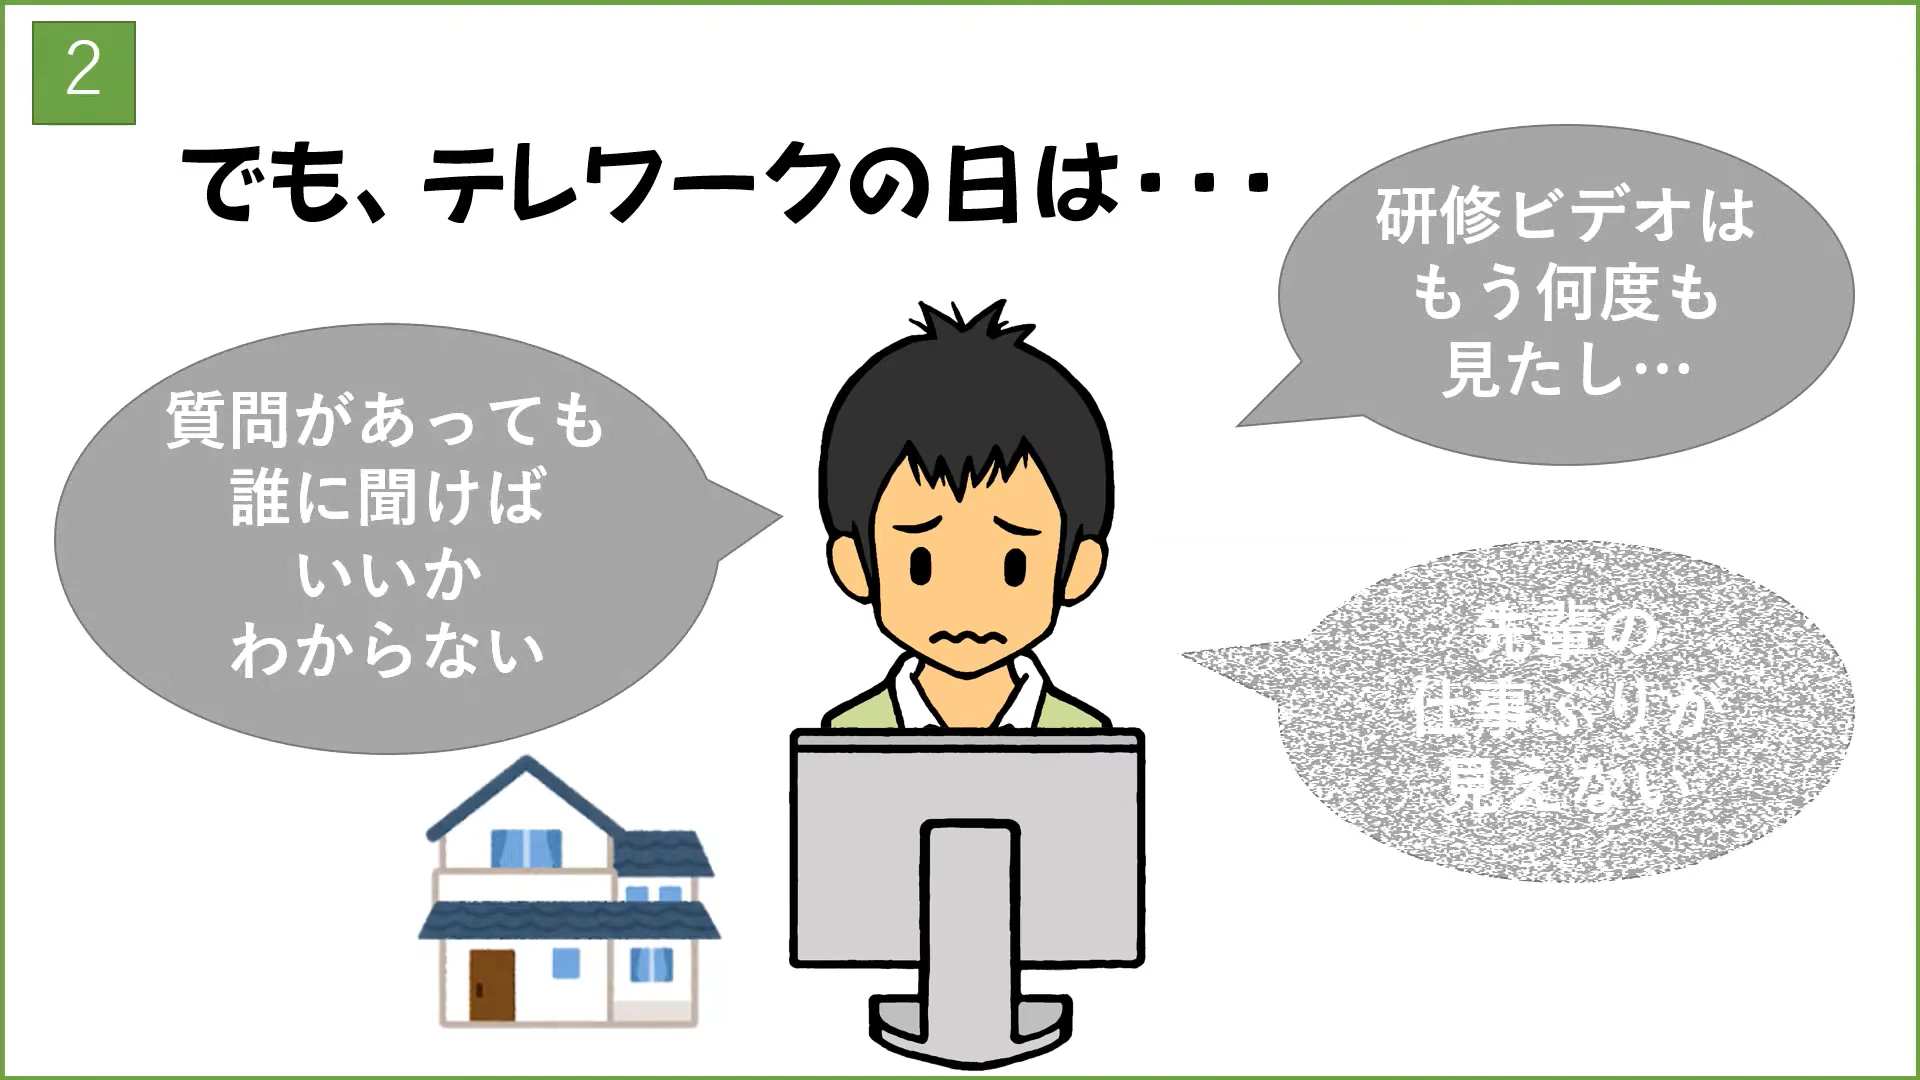 2
でも、テレワークの日は・・・
研修ビデオは
もう何度も
見たし…
質問があっても
誰に聞けば
いいか
わからない
先輩の
仕事ぶりが
見えない